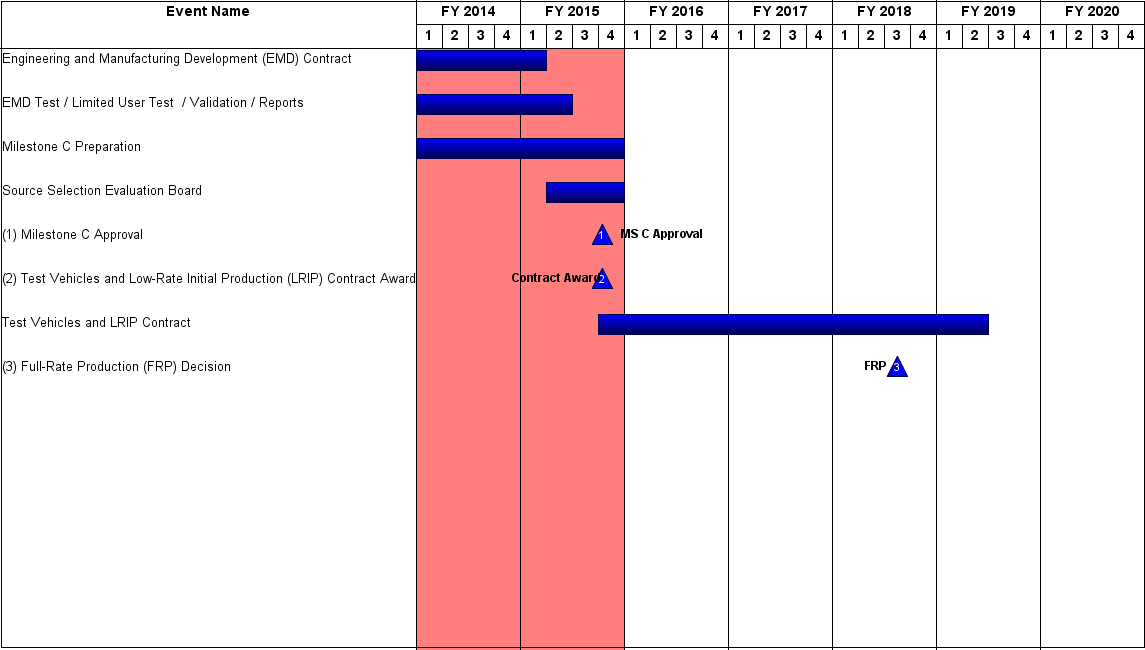 Event Name FY 2014 FY 2015 FY 2016 FY 2017 FY 2018 FY 2019 FY 2020
1 2 3 4 1 2 3 4 1 2 3 4 1 2 3 4 1 2 3 4 1 2 3 4 1 2 3 4
Engineering and Manufacturing Development (EMD) Contract
EMD Test / Limited User Test / Validation / Reports
Milestone C Preparation
Source Selection Evaluation Board
(1) Milestone C Approval 1 MS C Approval
(2) Test Vehicles and Low-Rate Initial Production (LRIP) Contract Award Contract Award 2
Test Vehicles and LRIP Contract
(3) Full-Rate Production (FRP) Decision FRP 3